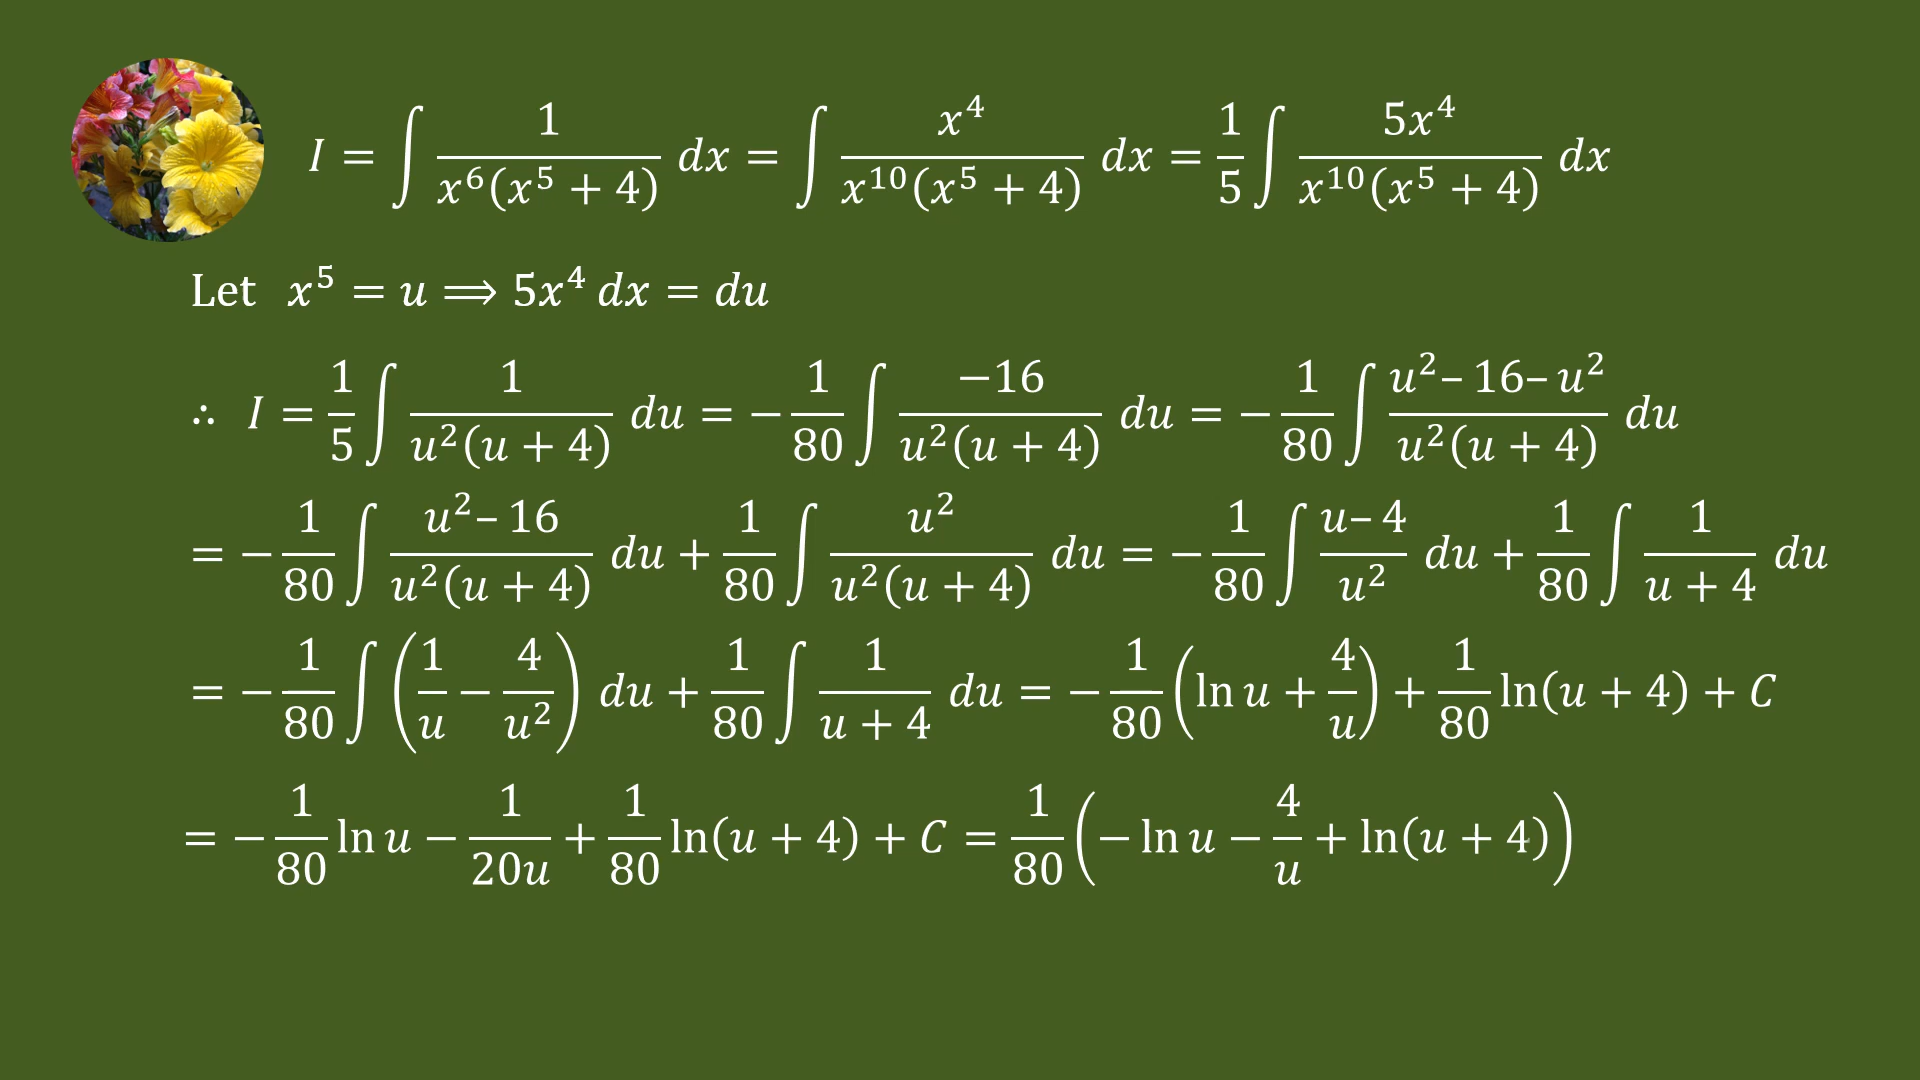 I = ∫ 1/(x⁶(x⁵ + 4)) dx = ∫ x⁴/(x¹⁰(x⁵ + 4)) dx = 1/5 ∫ 5x⁴/(x¹⁰(x⁵ + 4)) dx
Let x⁵ = u ⟹ 5x⁴ dx = du
∴ I = 1/5 ∫ 1/(u²(u + 4)) du = −1/80 ∫ −16/(u²(u + 4)) du = −1/80 ∫ (u²– 16– u²)/(u²(u + 4)) du
= −1/80 ∫ (u²– 16)/(u²(u + 4)) du + 1/80 ∫ u²/(u²(u + 4)) du = −1/80 ∫ (u– 4)/u² du + 1/80 ∫ 1/(u + 4) du
= −1/80 ∫ (1/u − 4/u²) du + 1/80 ∫ 1/(u + 4) du = −1/80 (ln u + 4/u) + 1/80 ln(u + 4) + C
= −1/80 ln u − 1/(20u) + 1/80 ln(u + 4) + C = 1/80 (− ln u − 4/u + ln(u + 4))